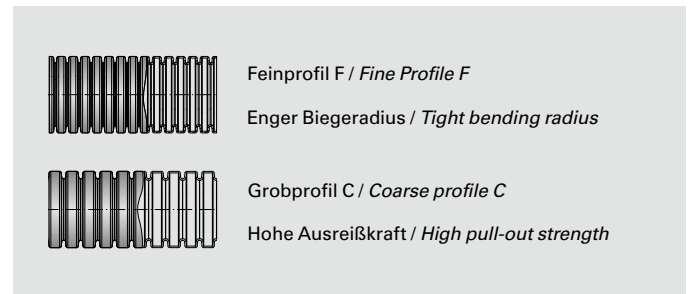 Feinprofil F / Fine Profile F
Enger Biegeradius / Tight bending radius
Grobprofil C / Coarse profile C
Hohe Ausreißkraft / High pull-out strength